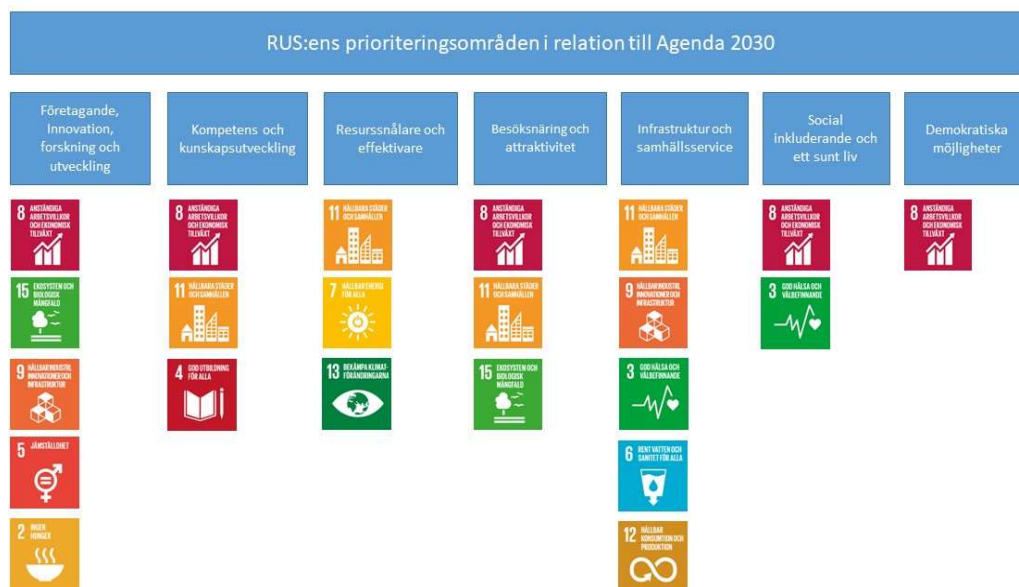 RUS:ens prioriteringsområden i relation till Agenda 2030
Företagande,
Innovation,
forskning och
utveckling
Kompetens och
kunskapsutveckling
Resurssnålare och
effektivare
Besöksnäring och
attraktivitet
Infrastruktur och
samhällsservice
Social
inkluderande och
ett sunt liv
Demokratiska
möjligheter
8 ANSTÄNDIGA
ARBETSVILLKOR
OCH EKONOMISK
TILLVÄXT
15 EKOSYSTEM OCH
BIOLOGISK
MÅNGFALD
9 HÅLLBAR INDUSTRI,
INNOVATIONER OCH
INFRASTRUKTUR
5 JÄMSTÄLLDHET
2 INGEN
HUNGER
8 ANSTÄNDIGA
ARBETSVILLKOR
OCH EKONOMISK
TILLVÄXT
11 HÅLLBARA STÄDER
OCH SAMHÄLLEN
4 GOD UTBILDNING
FÖR ALLA
11 HÅLLBARA STÄDER
OCH SAMHÄLLEN
7 HÅLLBAR ENERGI
FÖR ALLA
13 BEKÄMPA KLIMAT-
FÖRÄNDRINGARNA
8 ANSTÄNDIGA
ARBETSVILLKOR
OCH EKONOMISK
TILLVÄXT
11 HÅLLBARA STÄDER
OCH SAMHÄLLEN
15 EKOSYSTEM OCH
BIOLOGISK
MÅNGFALD
11 HÅLLBARA STÄDER
OCH SAMHÄLLEN
9 HÅLLBAR INDUSTRI,
INNOVATIONER OCH
INFRASTRUKTUR
3 GOD HÄLSA OCH
VÄLBEFINNANDE
6 RENT VATTEN OCH
SANITET FÖR ALLA
12 HÅLLBAR
KONSUMTION OCH
PRODUKTION
8 ANSTÄNDIGA
ARBETSVILLKOR
OCH EKONOMISK
TILLVÄXT
3 GOD HÄLSA OCH
VÄLBEFINNANDE
8 ANSTÄNDIGA
ARBETSVILLKOR
OCH EKONOMISK
TILLVÄXT